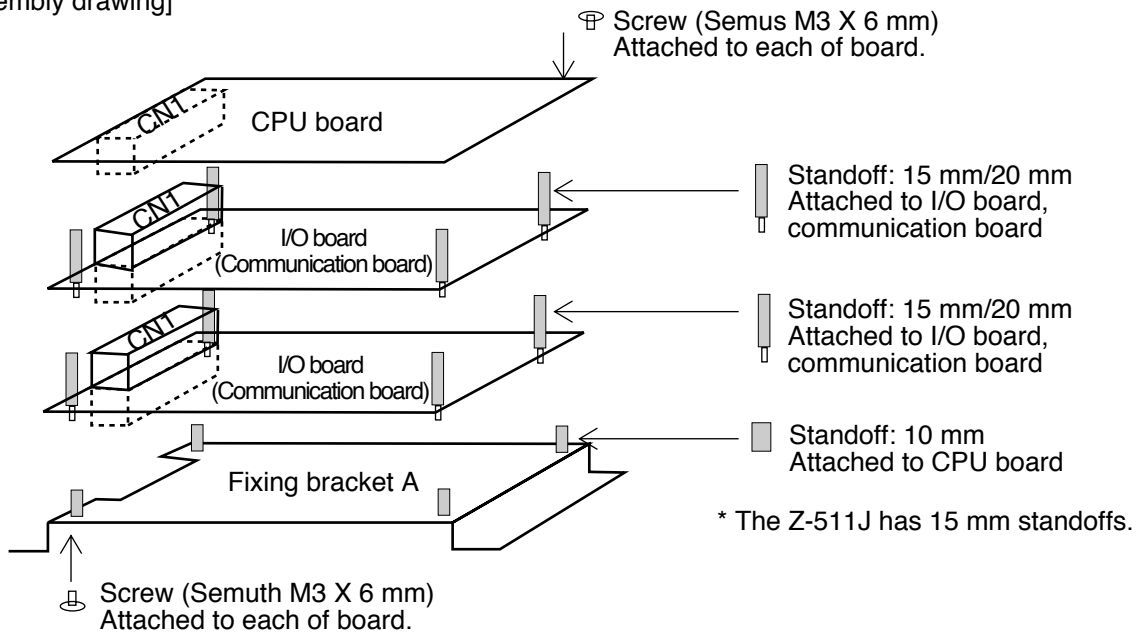 embly drawing]
Screw (Semus M3 X 6 mm)
Attached to each of board.
CN1
CPU board
Standoff: 15 mm/20 mm
Attached to I/O board,
communication board
CN1
I/O board
(Communication board)
Standoff: 15 mm/20 mm
Attached to I/O board,
communication board
CN1
I/O board
(Communication board)
Standoff: 10 mm
Attached to CPU board
Fixing bracket A
* The Z-511J has 15 mm standoffs.
Screw (Semuth M3 X 6 mm)
Attached to each of board.